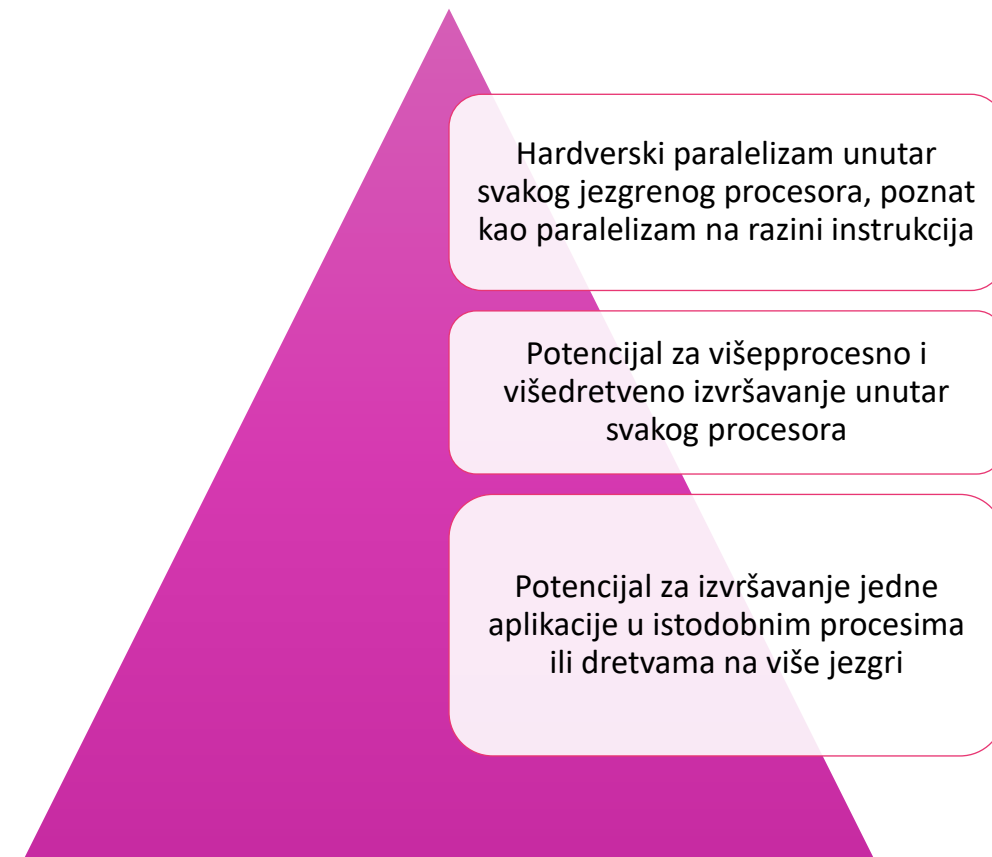 Hardverski paralelizam unutar
svakog jezgrenog procesora, poznat
kao paralelizam na razini instrukcija
Potencijal za višepprocesno i
višedretveno izvršavanje unutar
svakog procesora
Potencijal za izvršavanje jedne
aplikacije u istodobnim procesima
ili dretvama na više jezgri